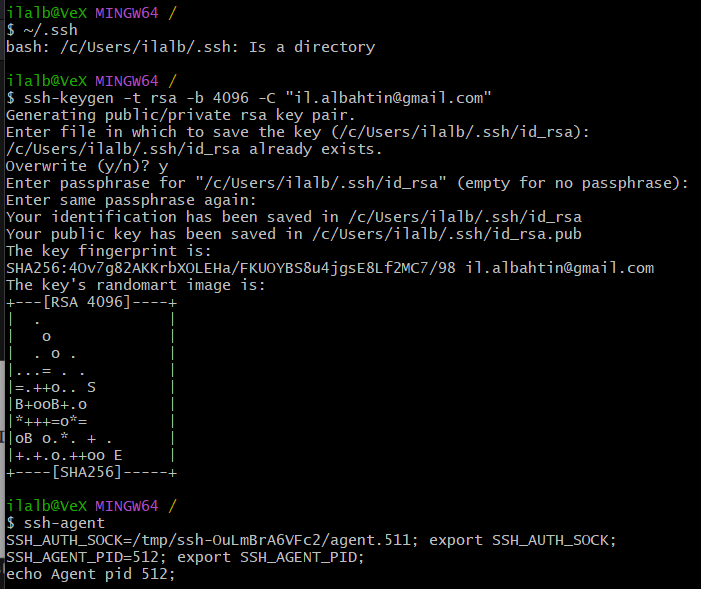 ilalb@VeX MINGW64 /
$ ~/.ssh
bash: /c/Users/ilalb/.ssh: Is a directory

ilalb@VeX MINGW64 /
$ ssh-keygen -t rsa -b 4096 -C "il.albahtin@gmail.com"
Generating public/private rsa key pair.
Enter file in which to save the key (/c/Users/ilalb/.ssh/id_rsa):
/c/Users/ilalb/.ssh/id_rsa already exists.
Overwrite (y/n)? y
Enter passphrase for "/c/Users/ilalb/.ssh/id_rsa" (empty for no passphrase):
Enter same passphrase again:
Your identification has been saved in /c/Users/ilalb/.ssh/id_rsa
Your public key has been saved in /c/Users/ilalb/.ssh/id_rsa.pub
The key fingerprint is:
SHA256:4Ov7g82AKKrbXOLEHa/FKUOYBS8u4jgsE8Lf2MC7/98 il.albahtin@gmail.com
The key's randomart image is:
+---[RSA 4096]----+
|  .              |
|   o             |
|  . o .          |
|...= . .         |
|=.++o.. S        |
|B+ooB+.o         |
|*+++=o*=         |
|oB o.*. + .      |
|+.+.o.++oo E     |
+----[SHA256]-----+

ilalb@VeX MINGW64 /
$ ssh-agent
SSH_AUTH_SOCK=/tmp/ssh-OuLmBrA6VFc2/agent.511; export SSH_AUTH_SOCK;
SSH_AGENT_PID=512; export SSH_AGENT_PID;
echo Agent pid 512;